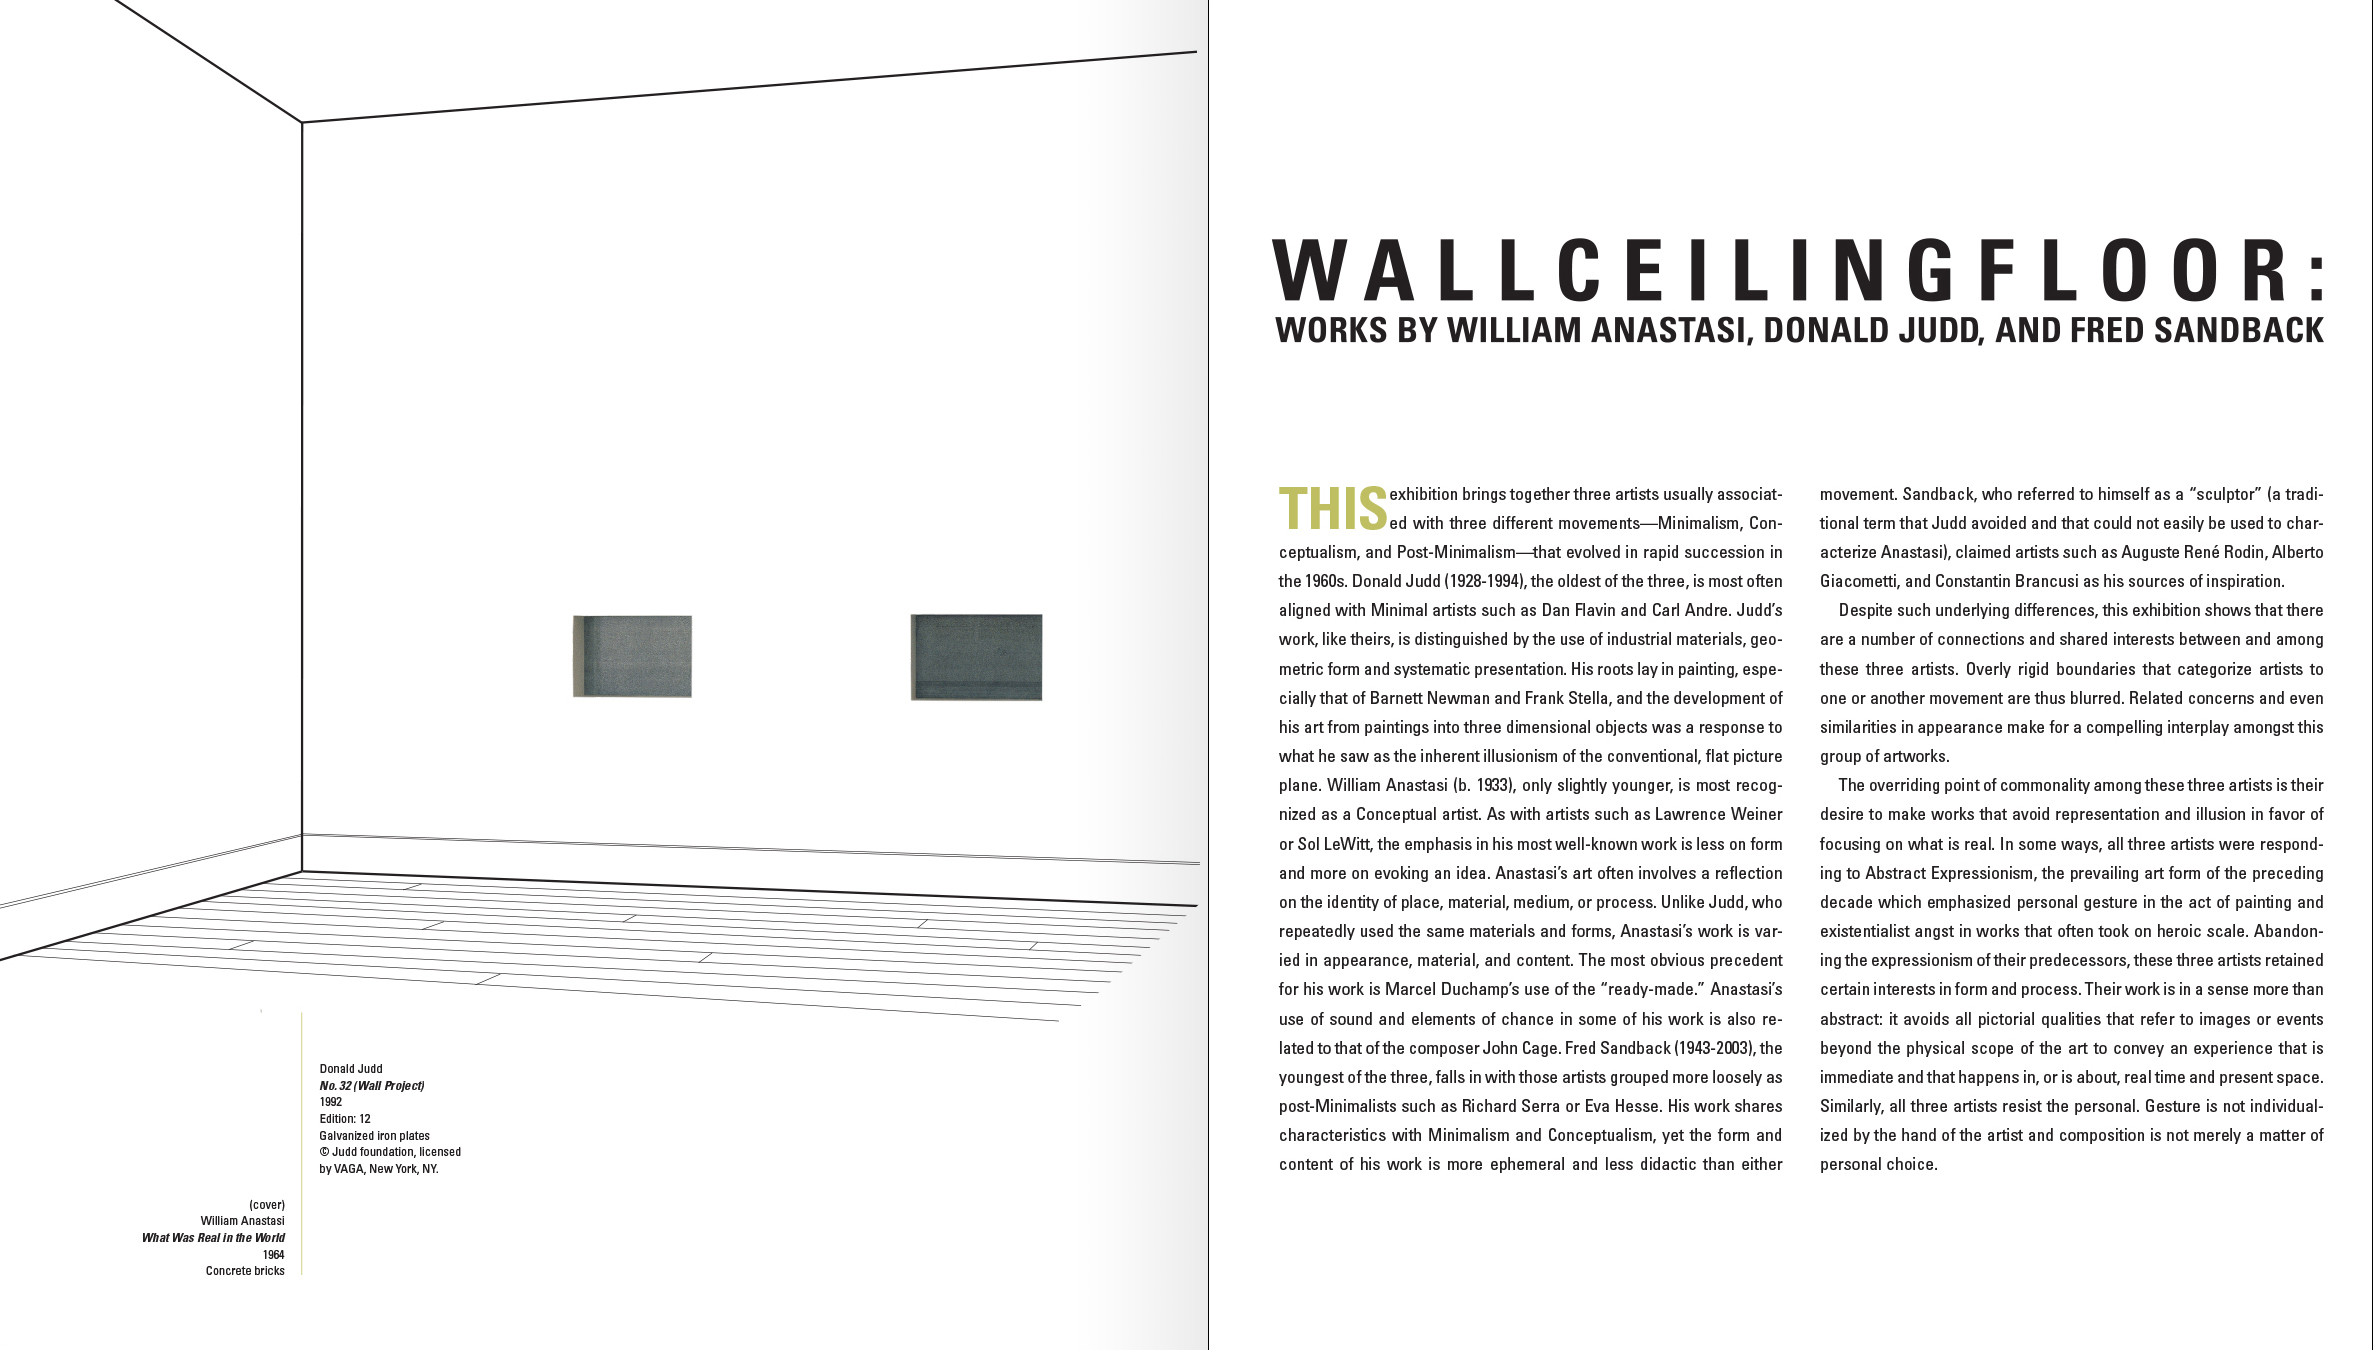 Donald Judd
No. 32 (Wall Project)
1992
Edition: 12
Galvanized iron plates
© Judd foundation, licensed
by VAGA, New York, NY.
(cover)
William Anastasi
What Was Real in the World
1964
Concrete bricks
WALLCEILINGFLOOR:
WORKS BY WILLIAM ANASTASI, DONALD JUDD, AND FRED SANDBACK
THIS exhibition brings together three artists usually associat-
ed with three different movements—Minimalism, Con-
ceptualism, and Post-Minimalism—that evolved in rapid succession in
the 1960s. Donald Judd (1928-1994), the oldest of the three, is most often
aligned with Minimal artists such as Dan Flavin and Carl Andre. Judd’s
work, like theirs, is distinguished by the use of industrial materials, geo-
metric form and systematic presentation. His roots lay in painting, espe-
cially that of Barnett Newman and Frank Stella, and the development of
his art from paintings into three dimensional objects was a response to
what he saw as the inherent illusionism of the conventional, flat picture
plane. William Anastasi (b. 1933), only slightly younger, is most recog-
nized as a Conceptual artist. As with artists such as Lawrence Weiner
or Sol LeWitt, the emphasis in his most well-known work is less on form
and more on evoking an idea. Anastasi’s art often involves a reflection
on the identity of place, material, medium, or process. Unlike Judd, who
repeatedly used the same materials and forms, Anastasi’s work is var-
ied in appearance, material, and content. The most obvious precedent
for his work is Marcel Duchamp’s use of the “ready-made.” Anastasi’s
use of sound and elements of chance in some of his work is also re-
lated to that of the composer John Cage. Fred Sandback (1943-2003), the
youngest of the three, falls in with those artists grouped more loosely as
post-Minimalists such as Richard Serra or Eva Hesse. His work shares
characteristics with Minimalism and Conceptualism, yet the form and
content of his work is more ephemeral and less didactic than either
movement. Sandback, who referred to himself as a “sculptor” (a tradi-
tional term that Judd avoided and that could not easily be used to char-
acterize Anastasi), claimed artists such as Auguste René Rodin, Alberto
Giacometti, and Constantin Brancusi as his sources of inspiration.
Despite such underlying differences, this exhibition shows that there
are a number of connections and shared interests between and among
these three artists. Overly rigid boundaries that categorize artists to
one or another movement are thus blurred. Related concerns and even
similarities in appearance make for a compelling interplay amongst this
group of artworks.
The overriding point of commonality among these three artists is their
desire to make works that avoid representation and illusion in favor of
focusing on what is real. In some ways, all three artists were respond-
ing to Abstract Expressionism, the prevailing art form of the preceding
decade which emphasized personal gesture in the act of painting and
existentialist angst in works that often took on heroic scale. Abandon-
ing the expressionism of their predecessors, these three artists retained
certain interests in form and process. Their work is in a sense more than
abstract: it avoids all pictorial qualities that refer to images or events
beyond the physical scope of the art to convey an experience that is
immediate and that happens in, or is about, real time and present space.
Similarly, all three artists resist the personal. Gesture is not individual-
ized by the hand of the artist and composition is not merely a matter of
personal choice.